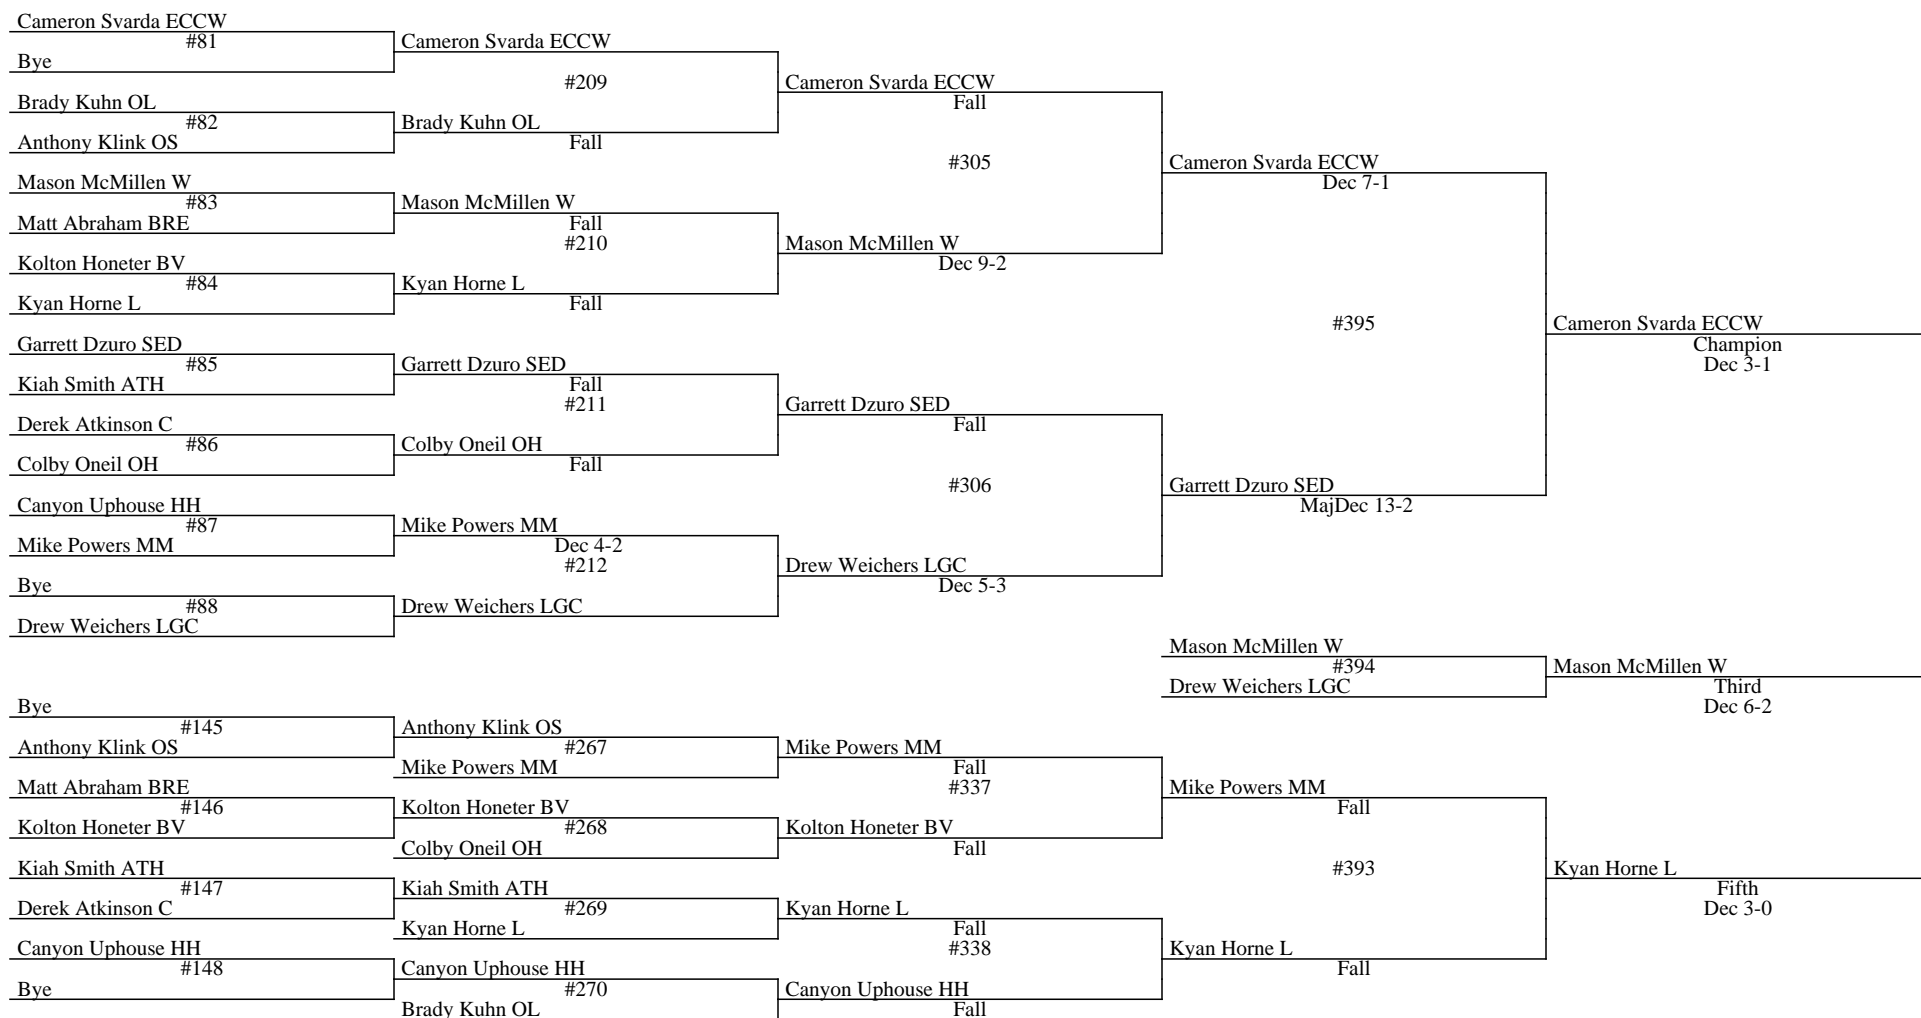 Cameron Svarda ECCW
#81
Bye
Cameron Svarda ECCW
#209
Brady Kuhn OL
#82
Anthony Klink OS
Brady Kuhn OL
Fall
Cameron Svarda ECCW
Fall
#305
Mason McMillen W
#83
Matt Abraham BRE
Mason McMillen W
Fall
#210
Kolton Honeter BV
#84
Kyan Horne L
Kyan Horne L
Fall
Mason McMillen W
Dec 9-2
Cameron Svarda ECCW
Dec 7-1
#395
Garrett Dzuro SED
#85
Kiah Smith ATH
Garrett Dzuro SED
Fall
#211
Derek Atkinson C
#86
Colby Oneil OH
Colby Oneil OH
Fall
Garrett Dzuro SED
Fall
#306
Canyon Uphouse HH
#87
Mike Powers MM
Mike Powers MM
Dec 4-2
#212
Bye
#88
Drew Weichers LGC
Drew Weichers LGC
Drew Weichers LGC
Dec 5-3
Garrett Dzuro SED
MajDec 13-2
Cameron Svarda ECCW
Champion
Dec 3-1
Mason McMillen W
#394
Drew Weichers LGC
Mason McMillen W
Third
Dec 6-2
Bye
#145
Anthony Klink OS
Anthony Klink OS
#267
Mike Powers MM
Mike Powers MM
Fall
#337
Matt Abraham BRE
#146
Kolton Honeter BV
Kolton Honeter BV
#268
Colby Oneil OH
Kolton Honeter BV
Fall
Mike Powers MM
Fall
#393
Kiah Smith ATH
#147
Derek Atkinson C
Kiah Smith ATH
#269
Kyan Horne L
Kyan Horne L
Fall
#338
Canyon Uphouse HH
#148
Bye
Canyon Uphouse HH
#270
Brady Kuhn OL
Canyon Uphouse HH
Fall
Kyan Horne L
Fall
Kyan Horne L
Fifth
Dec 3-0